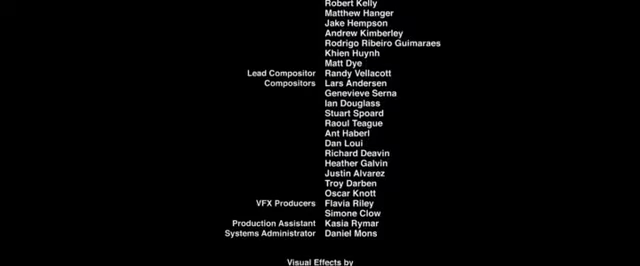 Robert Kelly
Matthew Hanger
Jake Hempson
Andrew Kimberley
Rodrigo Ribeiro Guimaraes
Khien Huynh
Matt Dye
Lead Compositor Randy Vellacott
Compositors Lars Andersen
Genevieve Serna
Ian Douglass
Stuart Spoard
Raoul Teague
Ant Haberl
Dan Loui
Richard Deavin
Heather Galvin
Justin Alvarez
Troy Darben
Oscar Knott
VFX Producers Flavia Riley
Simone Clow
Production Assistant Kasia Rymar
Systems Administrator Daniel Mons
Visual Effects by